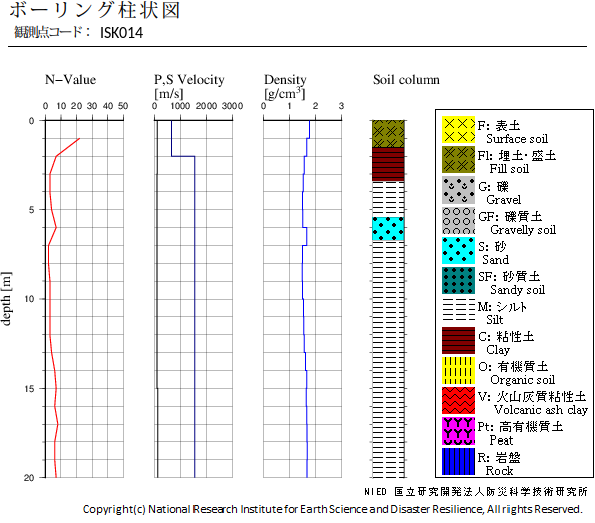 ボーリング柱状図
観測点コード： ISK014
N−Value
P,S Velocity
[m/s]
Density
[g/cm3]
Soil column
0 10 20 30 40 50
0 1000 2000 3000
0 1 2 3
0
5
10
15
20
depth [m]
F: 表土
Surface soil
Fl: 埋土・盛土
Fill soil
G: 礫
Gravel
GF: 礫質土
Gravelly soil
S: 砂
Sand
SF: 砂質土
Sandy soil
M: シルト
Silt
C: 粘性土
Clay
O: 有機質土
Organic soil
V: 火山灰質粘性土
Volcanic ash clay
Pt: 高有機質土
Peat
R: 岩盤
Rock
NIED 国立研究開発法人防災科学技術研究所
Copyright(c) National Research Institute for Earth Science and Disaster Resilience, All rights Reserved.